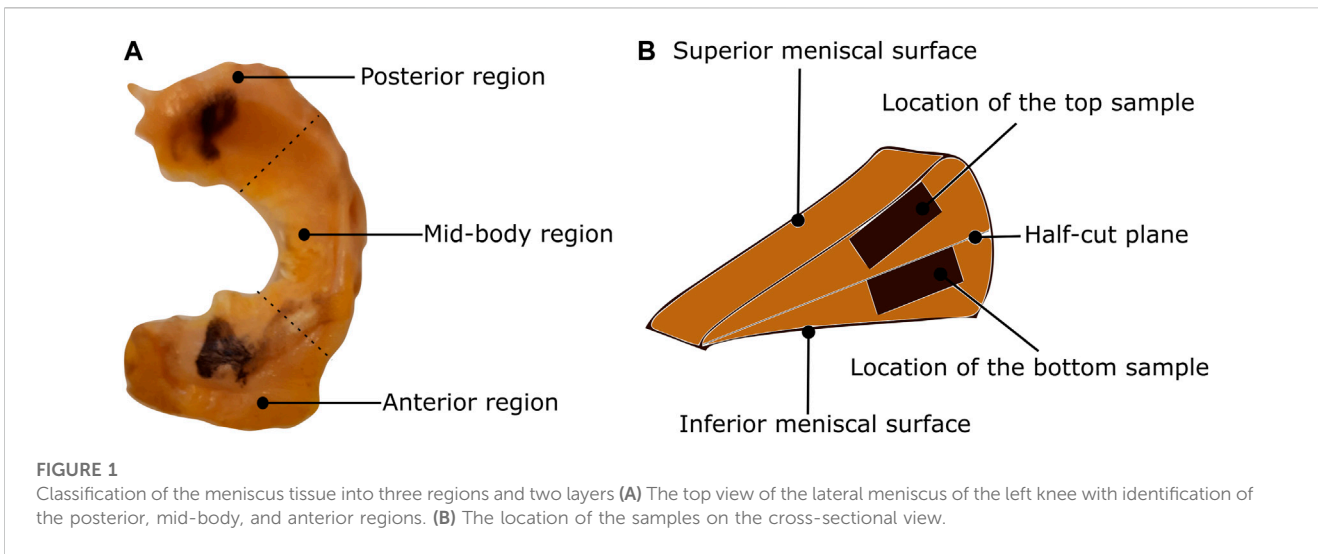 A
Posterior region
Mid-body region
Anterior region
B
Superior meniscal surface
Location of the top sample
Half-cut plane
Location of the bottom sample
Inferior meniscal surface
FIGURE 1
Classification of the meniscus tissue into three regions and two layers (A) The top view of the lateral meniscus of the left knee with identification of
the posterior, mid-body, and anterior regions. (B) The location of the samples on the cross-sectional view.